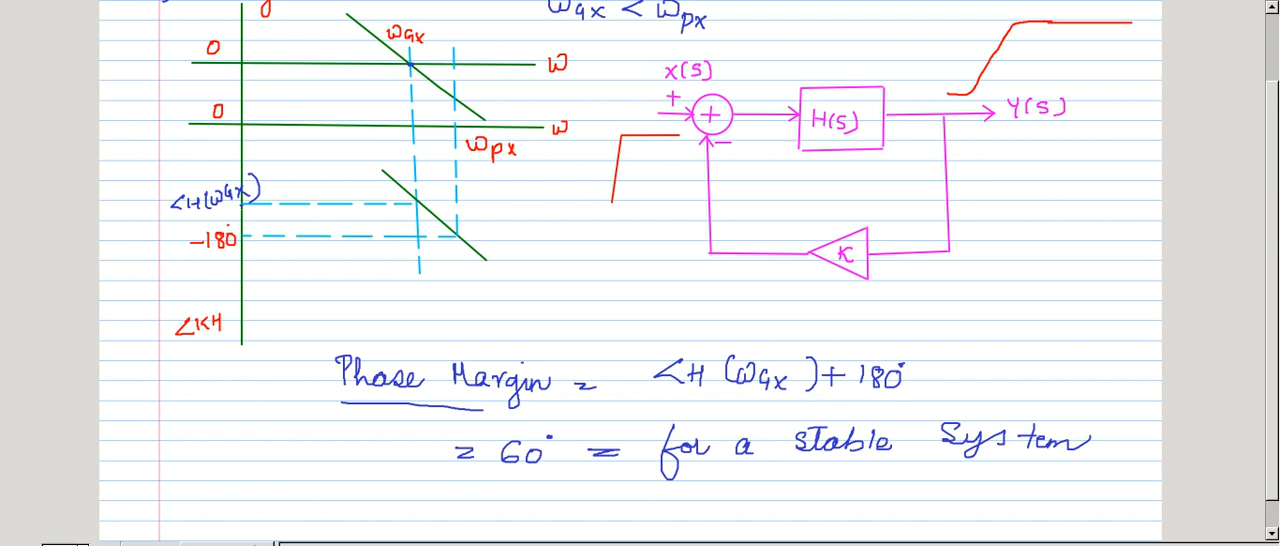 ωGx < ωpx
0
ωGx
ω
0
ω
ωpx
∠H(ωGx)
-180°
∠KH
X(S)
+
+
-
H(S)
Y(S)
K
Phase Margin = ∠H (ωGx) + 180°
= 60° = for a stable System